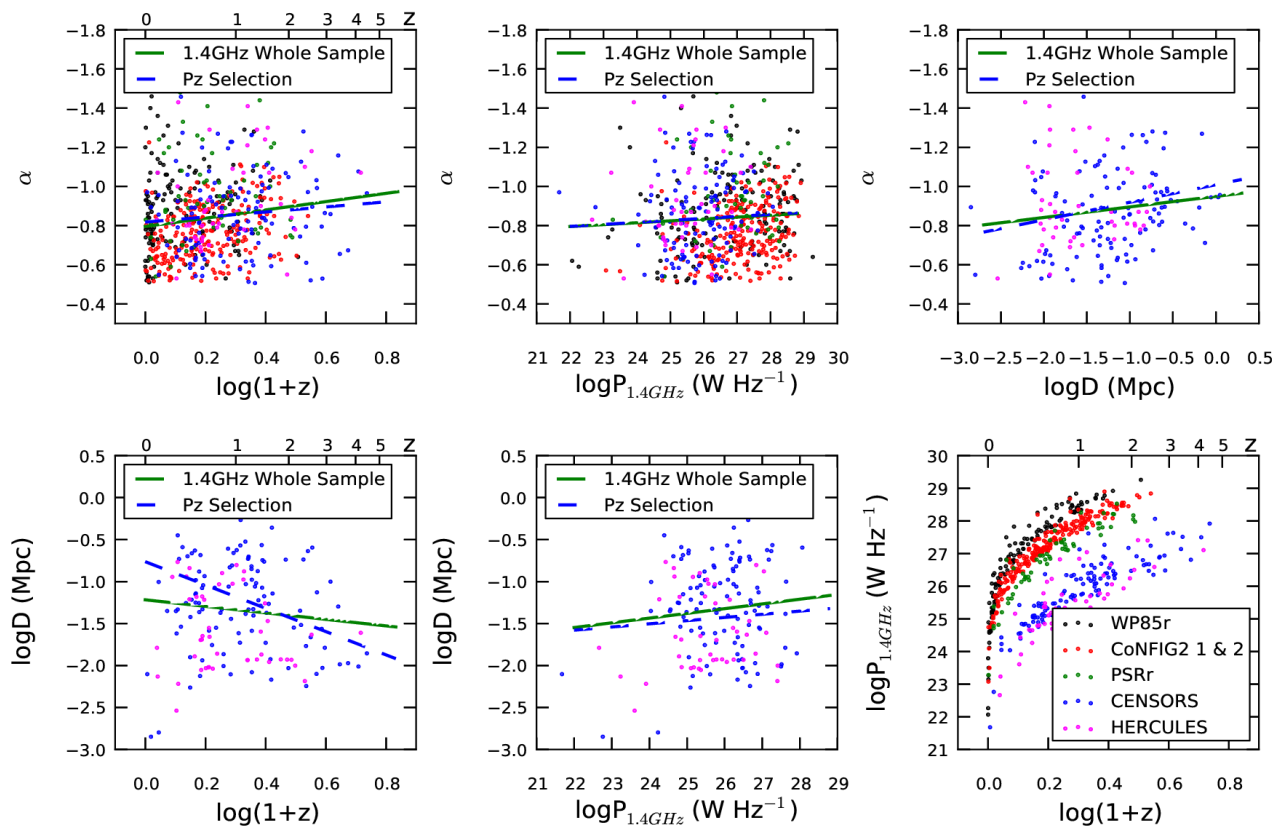 0 1 2 3 4 5 z
−1.8 −1.6 −1.4 −1.2 −1.0 −0.8 −0.6 −0.4
α
1.4GHz Whole Sample
Pz Selection
0.0 0.2 0.4 0.6 0.8
log(1+z)
−1.8 −1.6 −1.4 −1.2 −1.0 −0.8 −0.6 −0.4
α
1.4GHz Whole Sample
Pz Selection
21 22 23 24 25 26 27 28 29 30
logP1.4GHz (W Hz−1)
−1.8 −1.6 −1.4 −1.2 −1.0 −0.8 −0.6 −0.4
α
1.4GHz Whole Sample
Pz Selection
−3.0 −2.5 −2.0 −1.5 −1.0 −0.5 0.0 0.5
logD (Mpc)
0 1 2 3 4 5 z
0.5 0.0 −0.5 −1.0 −1.5 −2.0 −2.5 −3.0
logD (Mpc)
1.4GHz Whole Sample
Pz Selection
0.0 0.2 0.4 0.6 0.8
log(1+z)
0.5 0.0 −0.5 −1.0 −1.5 −2.0 −2.5 −3.0
logD (Mpc)
1.4GHz Whole Sample
Pz Selection
21 22 23 24 25 26 27 28 29
logP1.4GHz (W Hz−1)
0 1 2 3 4 5 z
30 29 28 27 26 25 24 23 22 21
logP1.4GHz (W Hz−1)
WP85r
CoNFIG2 1 & 2
PSRr
CENSORS
HERCULES
0.0 0.2 0.4 0.6 0.8
log(1+z)